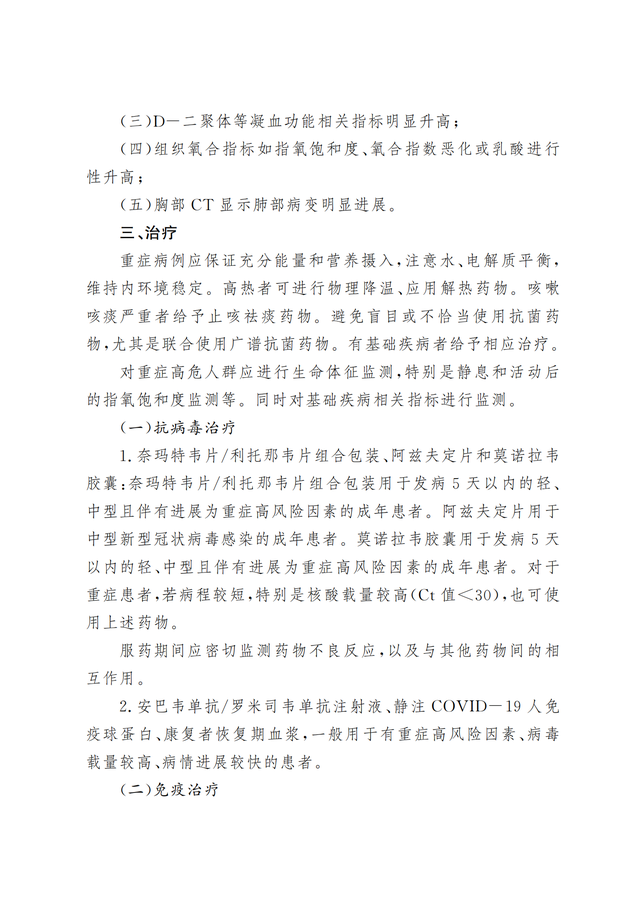 (三)D－二聚体等凝血功能相关指标明显升高；
(四)组织氧合指标如指氧饱和度、氧合指数恶化或乳酸进行
性升高；
(五)胸部 CT 显示肺部病变明显进展。
三、治疗
重症病例应保证充分能量和营养摄入，注意水、电解质平衡，
维持内环境稳定。高热者可进行物理降温、应用解热药物。咳嗽
咳痰严重者给予止咳祛痰药物。避免盲目或不恰当使用抗菌药
物，尤其是联合使用广谱抗菌药物。有基础疾病者给予相应治疗。
对重症高危人群应进行生命体征监测，特别是静息和活动后
的指氧饱和度监测等。同时对基础疾病相关指标进行监测。
(一)抗病毒治疗
1. 奈玛特韦片/利托那韦片组合包装、阿兹夫定片和莫诺拉韦
胶囊：奈玛特韦片/利托那韦片组合包装用于发病 5 天以内的轻、
中型且伴有进展为重症高风险因素的成年患者。阿兹夫定片用于
中型新型冠状病毒感染的成年患者。莫诺拉韦胶囊用于发病 5 天
以内的轻、中型且伴有进展为重症高风险因素的成年患者。对于
重症患者，若病程较短，特别是核酸载量较高(Ct 值＜30)，也可使
用上述药物。
服药期间应密切监测药物不良反应，以及与其他药物间的相
互作用。
2. 安巴韦单抗/罗米司韦单抗注射液、静注 COVID－19 人免
疫球蛋白、康复者恢复期血浆，一般用于有重症高风险因素、病毒
载量较高、病情进展较快的患者。
(二)免疫治疗